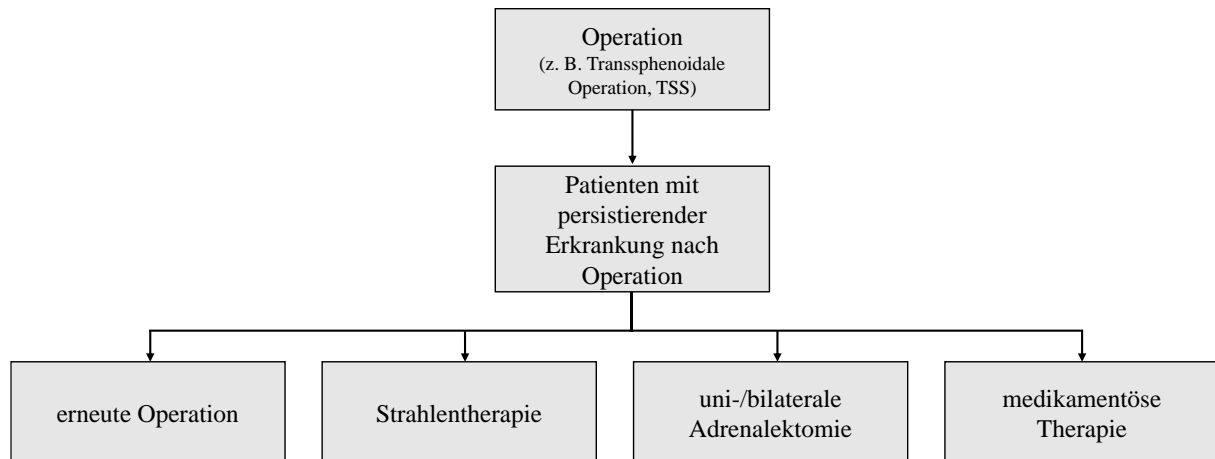 Operation
(z. B. Transsphenoidale
Operation, TSS)
Patienten mit
persistierender
Erkrankung nach
Operation
erneute Operation
Strahlentherapie
uni-/bilaterale
Adrenalektomie
medikamentöse
Therapie